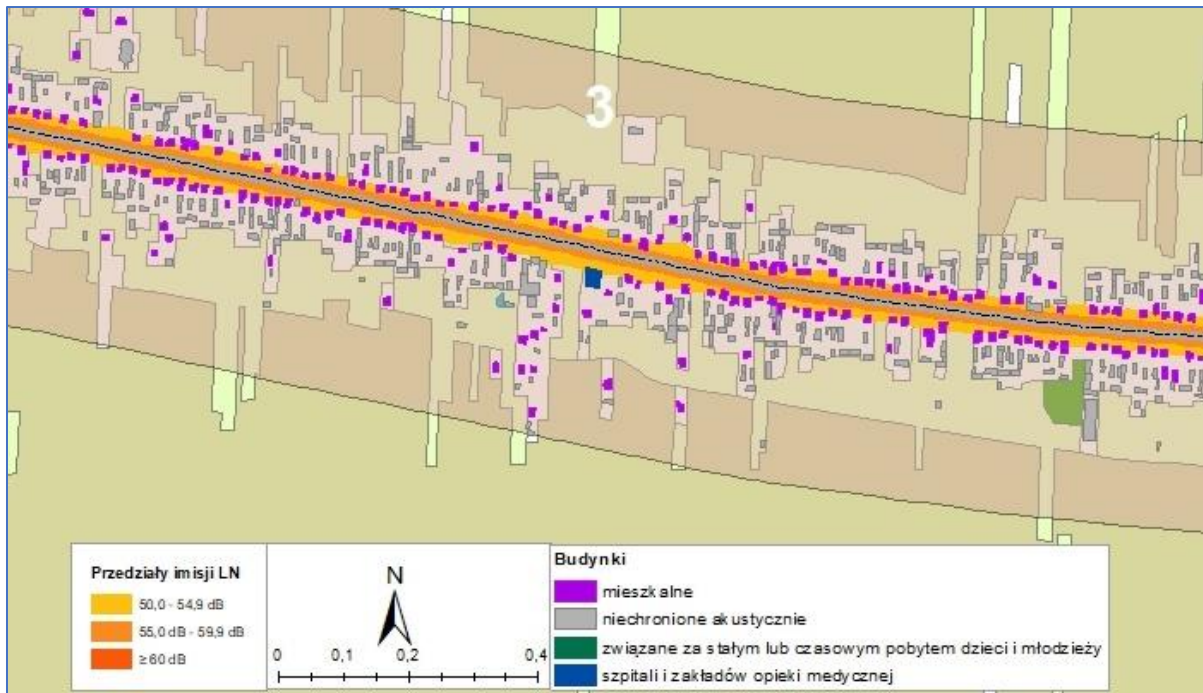 3
Przedziały imisji LN
50,0 - 54,9 dB
55,0 dB - 59,9 dB
≥ 60 dB
N
0 0,1 0,2 0,4
Budynki
mieszkalne
niechronione akustycznie
związane za stałym lub czasowym pobytem dzieci i młodzieży
szpitali i zakładów opieki medycznej